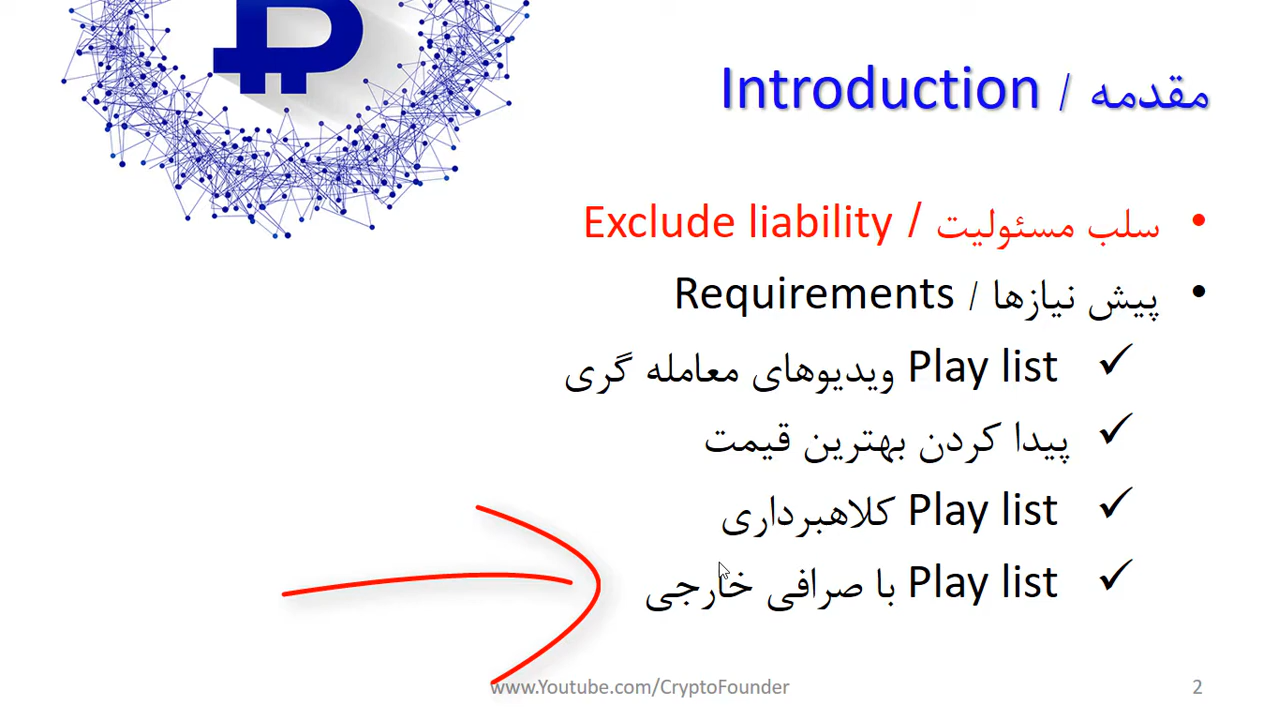 مقدمه / Introduction
• سلب مسئولیت / Exclude liability
• پیش نیازها / Requirements
✓ Play list ویدیوهای معامله گری
✓ پیدا کردن بهترین قیمت
✓ Play list کلاهبرداری
✓ Play list با صرافی خارجی
www.Youtube.com/CryptoFounder
2